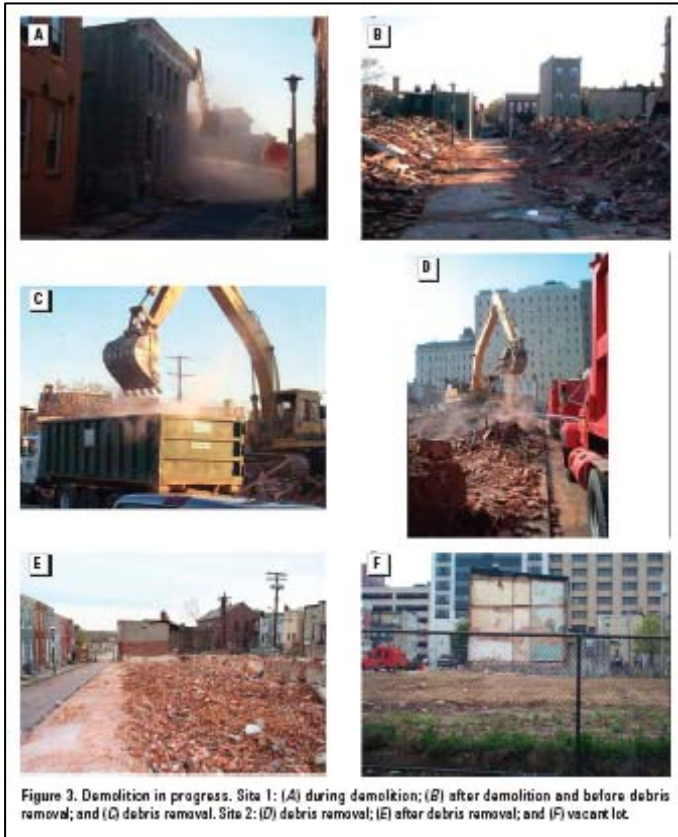 A
B
C
D
E
F
Figure 3. Demolition in progress. Site 1: (A) during demolition; (B) after demolition and before debris
removal; and (C) debris removal. Site 2: (D) debris removal; (E) after debris removal; and (F) vacant lot.